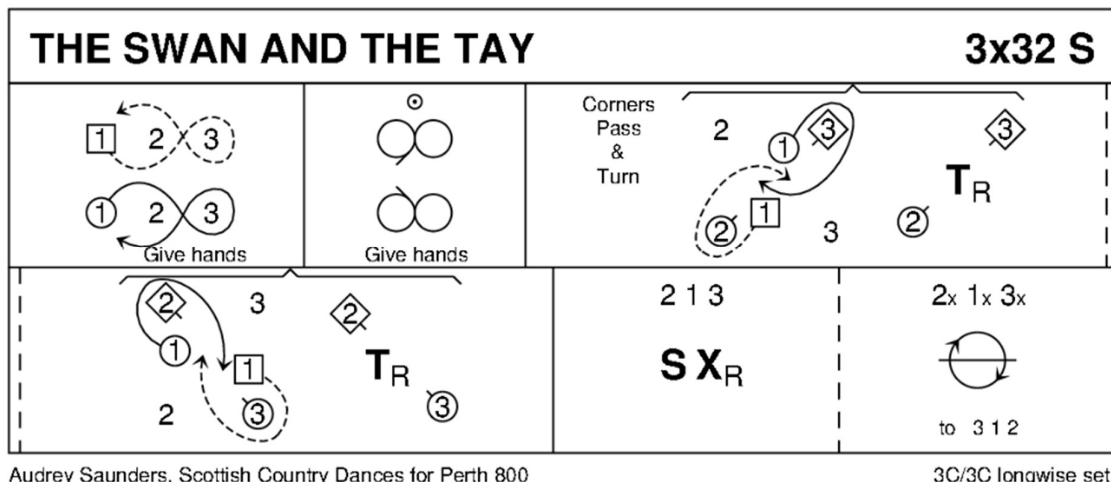 THE SWAN AND THE TAY 3x32 S
1 2 3
1 2 3
Give hands
Give hands
Corners
Pass
&
Turn
2 1 3 3
TR
2 1 3 2
2 3 2
1 1 TR
2 3 3
2 1 3
S XR
2x 1x 3x
to 3 1 2
Audrey Saunders, Scottish Country Dances for Perth 800 3C/3C longwise set